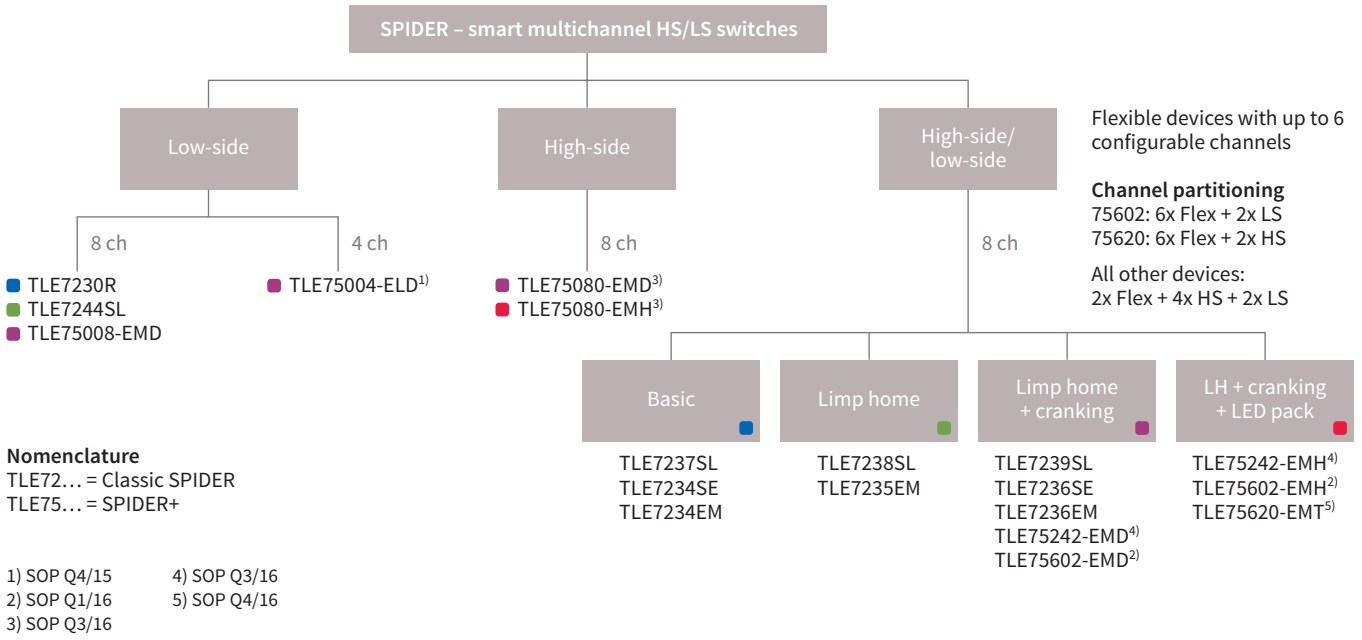 SPIDER – smart multichannel HS/LS switches
Low-side
High-side
High-side/
low-side
Flexible devices with up to 6
configurable channels
Channel partitioning
75602: 6x Flex + 2x LS
75620: 6x Flex + 2x HS
All other devices:
2x Flex + 4x HS + 2x LS
8 ch
4 ch
8 ch
8 ch
TLE7230R
TLE7244SL
TLE75008-EMD
TLE75004-ELD1)
TLE75080-EMD3)
TLE75080-EMH3)
Basic
Limp home
Limp home
+ cranking
LH + cranking
+ LED pack
TLE7237SL
TLE7234SE
TLE7234EM
TLE7238SL
TLE7235EM
TLE7239SL
TLE7236SE
TLE7236EM
TLE75242-EMD4)
TLE75602-EMD2)
TLE75242-EMH4)
TLE75602-EMH2)
TLE75620-EMT5)
Nomenclature
TLE72… = Classic SPIDER
TLE75… = SPIDER+
1) SOP Q4/15
2) SOP Q1/16
3) SOP Q3/16
4) SOP Q3/16
5) SOP Q4/16